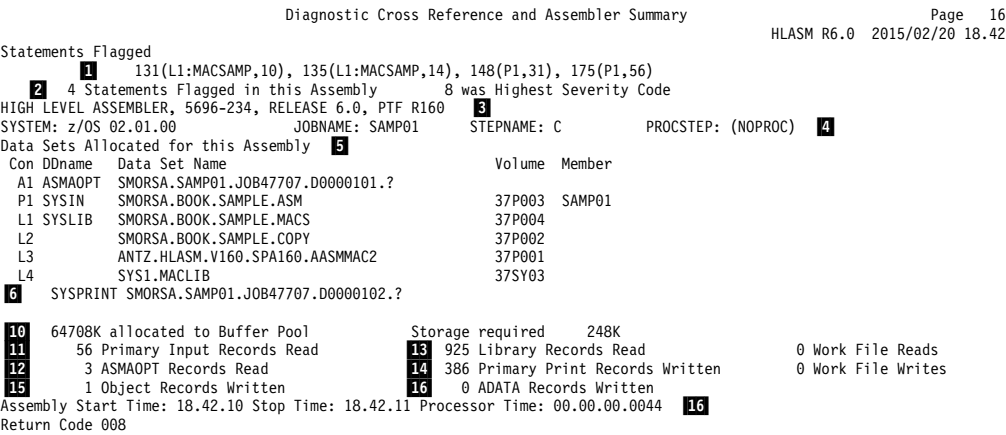 Diagnostic Cross Reference and Assembler Summary Page 16
HLASM R6.0 2015/02/20 18.42
Statements Flagged
1 131(L1:MACSAMP,10), 135(L1:MACSAMP,14), 148(P1,31), 175(P1,56)
2 4 Statements Flagged in this Assembly 8 was Highest Severity Code
HIGH LEVEL ASSEMBLER, 5696-234, RELEASE 6.0, PTF R160 3
SYSTEM: z/OS 02.01.00 JOBNAME: SAMP01 STEPNAME: C PROCSTEP: (NOPROC) 4
Data Sets Allocated for this Assembly 5
Con DDname Data Set Name Volume Member
A1 ASMAOPT SMORSA.SAMP01.JOB47707.D0000101.?
P1 SYSIN SMORSA.BOOK.SAMPLE.ASM 37P003 SAMP01
L1 SYSLIB SMORSA.BOOK.SAMPLE.MACS 37P004
L2 SMORSA.BOOK.SAMPLE.COPY 37P002
L3 ANTZ.HLASM.V160.SPA160.AASMMAC2 37P001
L4 SYS1.MACLIB 37SY03
6 SYSPRINT SMORSA.SAMP01.JOB47707.D0000102.?
10 64708K allocated to Buffer Pool Storage required 248K
11 56 Primary Input Records Read 13 925 Library Records Read 0 Work File Reads
12 3 ASMAOPT Records Read 14 386 Primary Print Records Written 0 Work File Writes
15 1 Object Records Written 16 0 ADATA Records Written
Assembly Start Time: 18.42.10 Stop Time: 18.42.11 Processor Time: 00.00.00.0044 16
Return Code 008